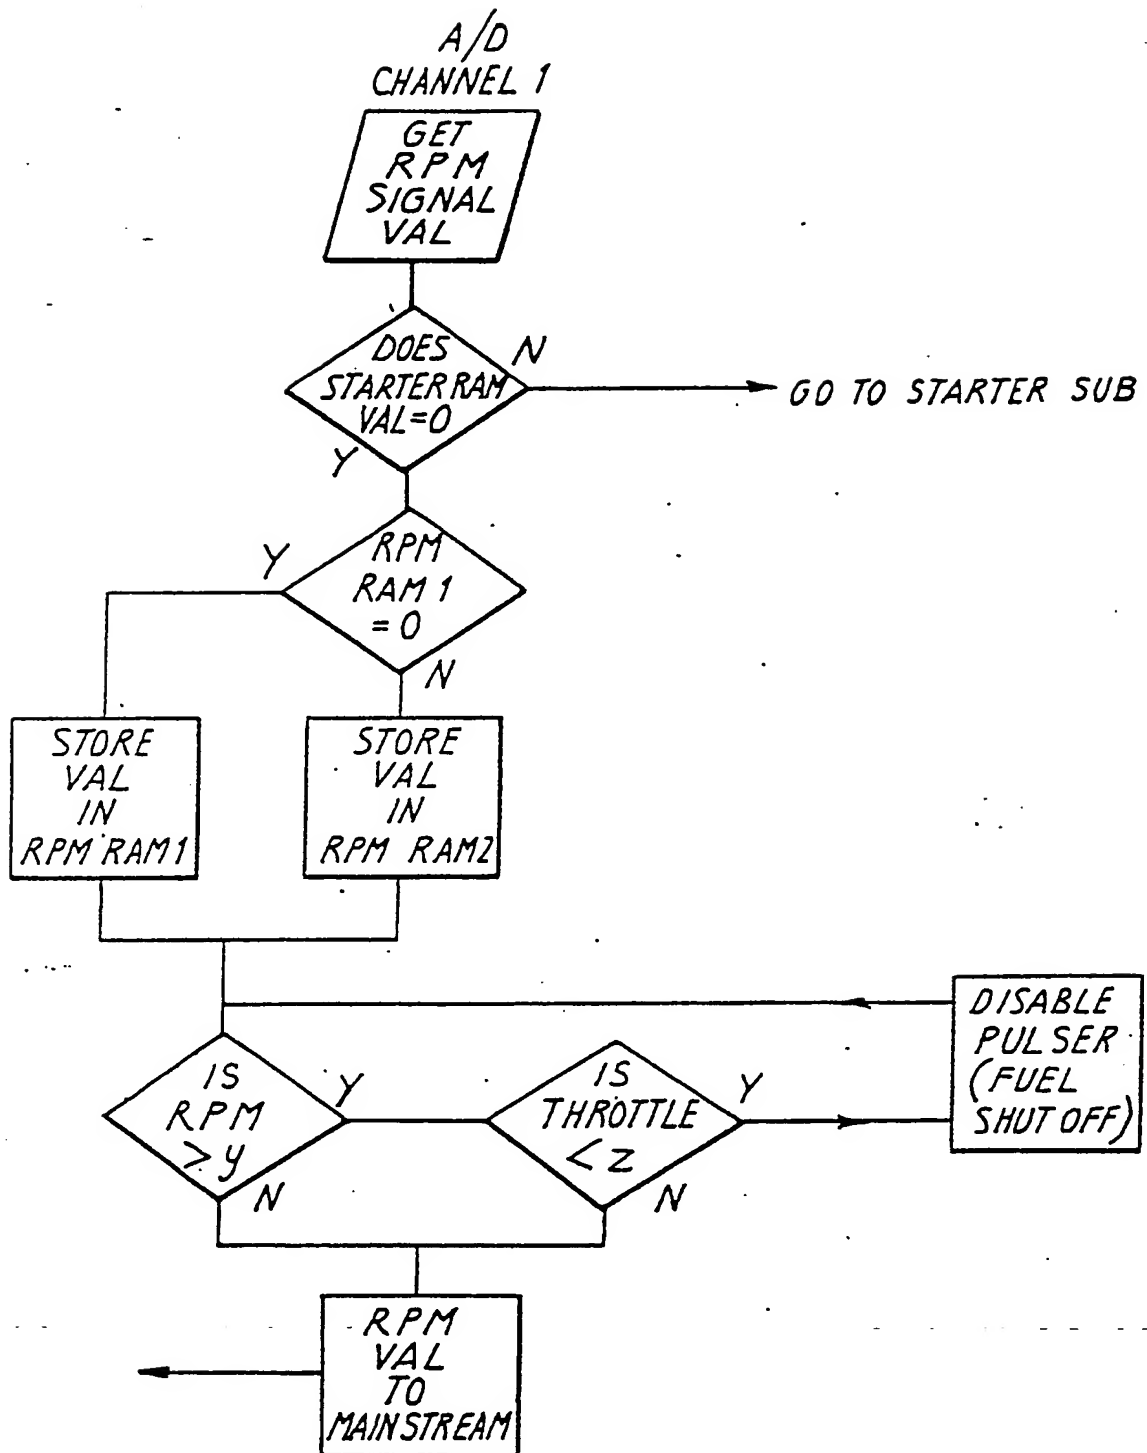 A/D
CHANNEL 1
GET
RPM
SIGNAL
VAL
DOES
STARTER RAM
VAL=0
N
GO TO STARTER SUB
Y
RPM
RAM 1
= 0
Y
N
STORE
VAL
IN
RPM RAM1
STORE
VAL
IN
RPM RAM2
DISABLE
PULSER
(FUEL
SHUT OFF)
IS
RPM
> y
Y
N
IS
THROTTLE
< z
Y
N
RPM
VAL
TO
MAINSTREAM